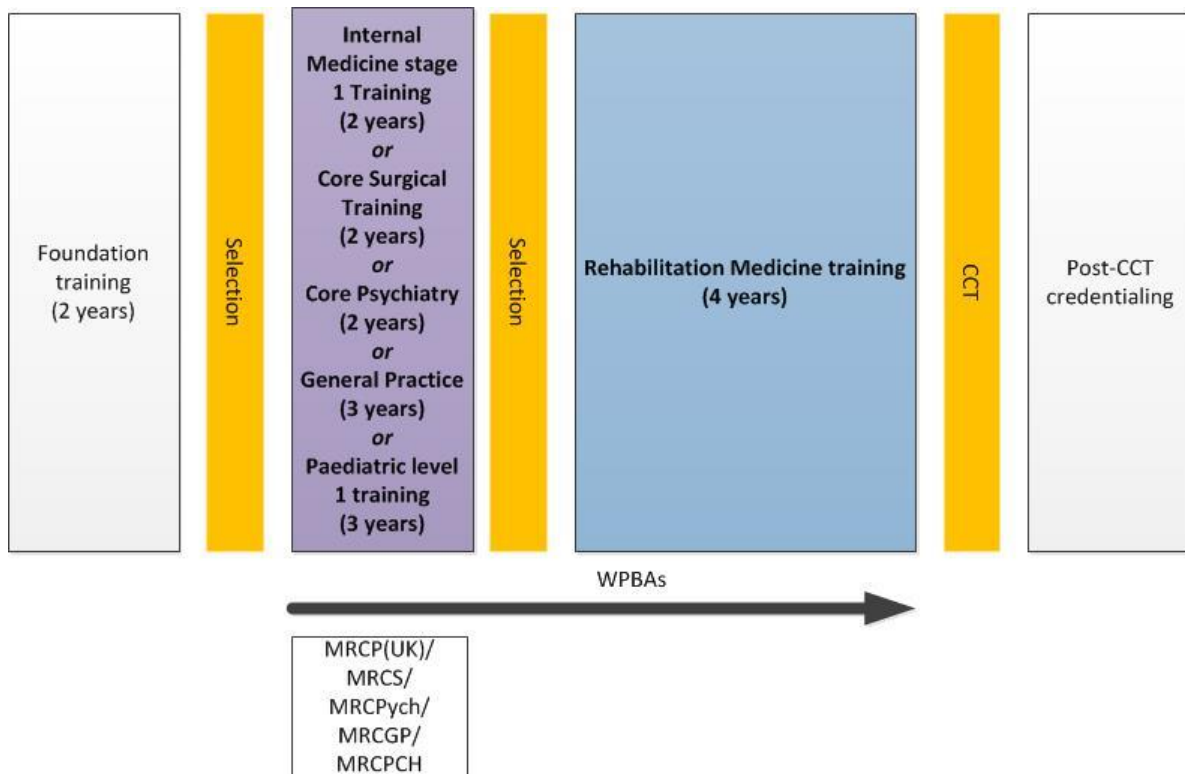 Foundation
training
(2 years)
Selection
Internal
Medicine stage
1 Training
(2 years)
or
Core Surgical
Training
(2 years)
or
Core Psychiatry
(2 years)
or
General Practice
(3 years)
or
Paediatric level
1 training
(3 years)
Selection
Rehabilitation Medicine training
(4 years)
CCT
Post-CCT
credentialing
WPBAs
MRCP(UK)/
MRCS/
MRCPych/
MRCGP/
MRCPCH